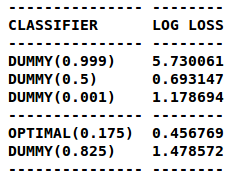 --------------- --------
CLASSIFIER      LOG LOSS
--------------- --------
DUMMY(0.999)    5.730061
DUMMY(0.5)      0.693147
DUMMY(0.001)    1.178694
--------------- --------
OPTIMAL(0.175)  0.456769
DUMMY(0.825)    1.478572
--------------- --------